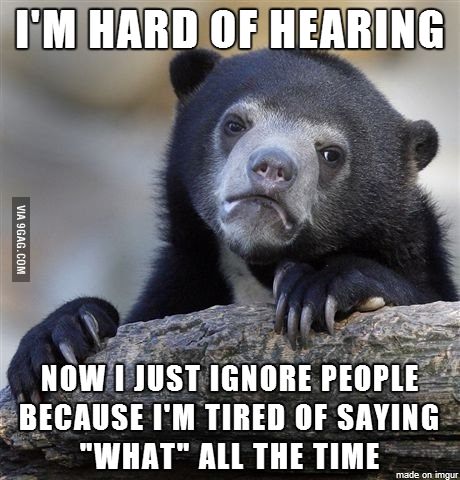 I'M HARD OF HEARING
VIA 9GAG.COM
NOW I JUST IGNORE PEOPLE
BECAUSE I'M TIRED OF SAYING
"WHAT" ALL THE TIME
made on imgur